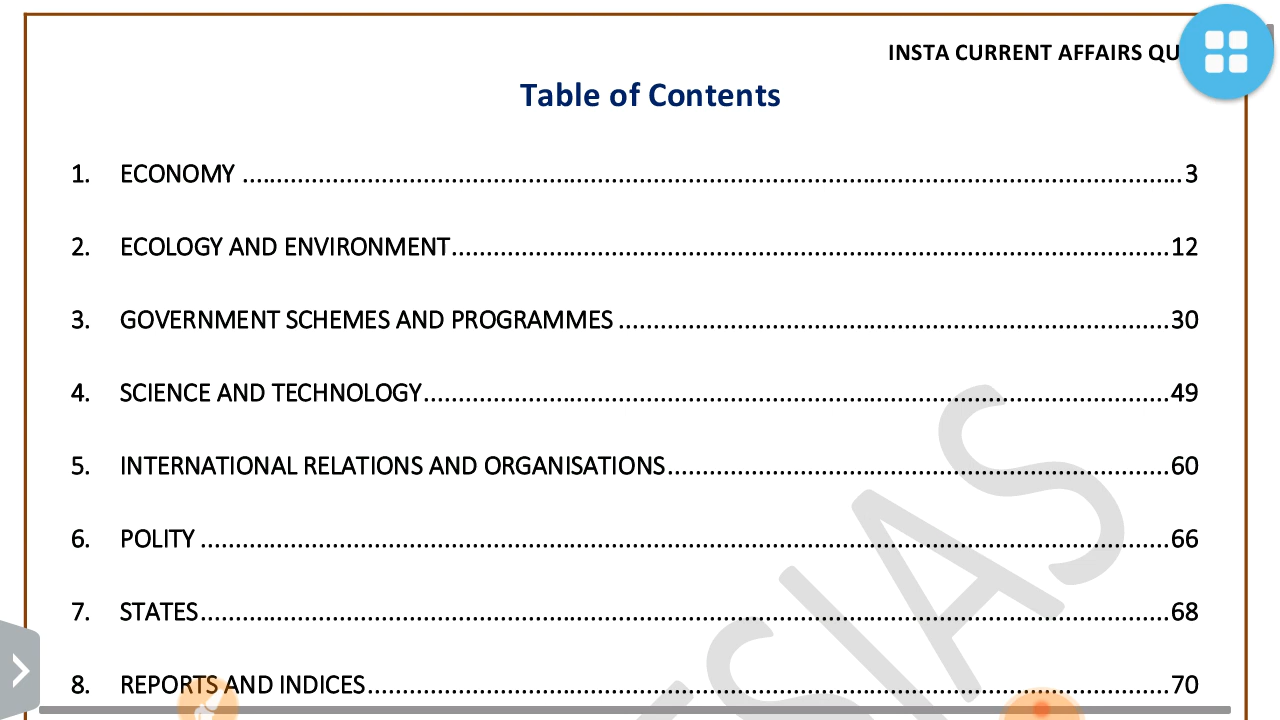 INSTA CURRENT AFFAIRS
Table of Contents
1. ECONOMY ........................................................................................................................................ 3
2. ECOLOGY AND ENVIRONMENT........................................................................................................ 12
3. GOVERNMENT SCHEMES AND PROGRAMMES ................................................................................ 30
4. SCIENCE AND TECHNOLOGY............................................................................................................ 49
5. INTERNATIONAL RELATIONS AND ORGANISATIONS......................................................................... 60
6. POLITY ............................................................................................................................................ 66
7. STATES............................................................................................................................................ 68
8. REPORTS AND INDICES.................................................................................................................... 70
SIAS